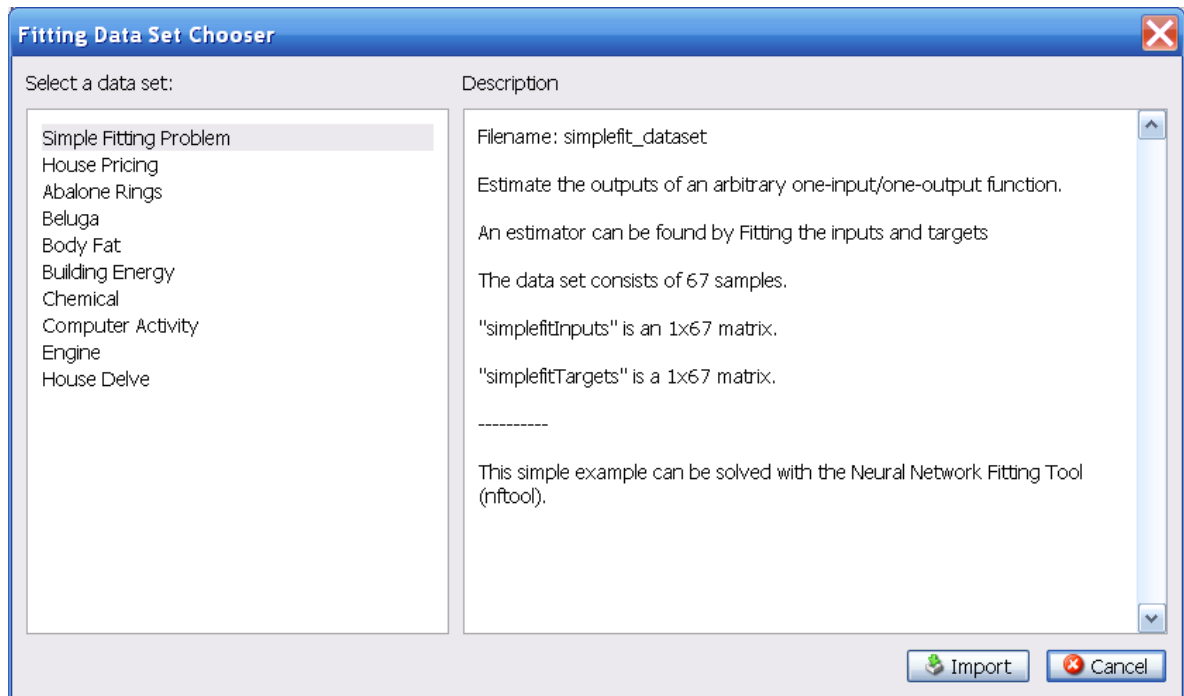 Fitting Data Set Chooser
Select a data set:
Simple Fitting Problem
House Pricing
Abalone Rings
Beluga
Body Fat
Building Energy
Chemical
Computer Activity
Engine
House Delve
Description
Filename: simplefit_dataset
Estimate the outputs of an arbitrary one-input/one-output function.
An estimator can be found by Fitting the inputs and targets
The data set consists of 67 samples.
"simplefitInputs" is an 1x67 matrix.
"simplefitTargets" is a 1x67 matrix.
----------
This simple example can be solved with the Neural Network Fitting Tool
(nftool).
Import
Cancel